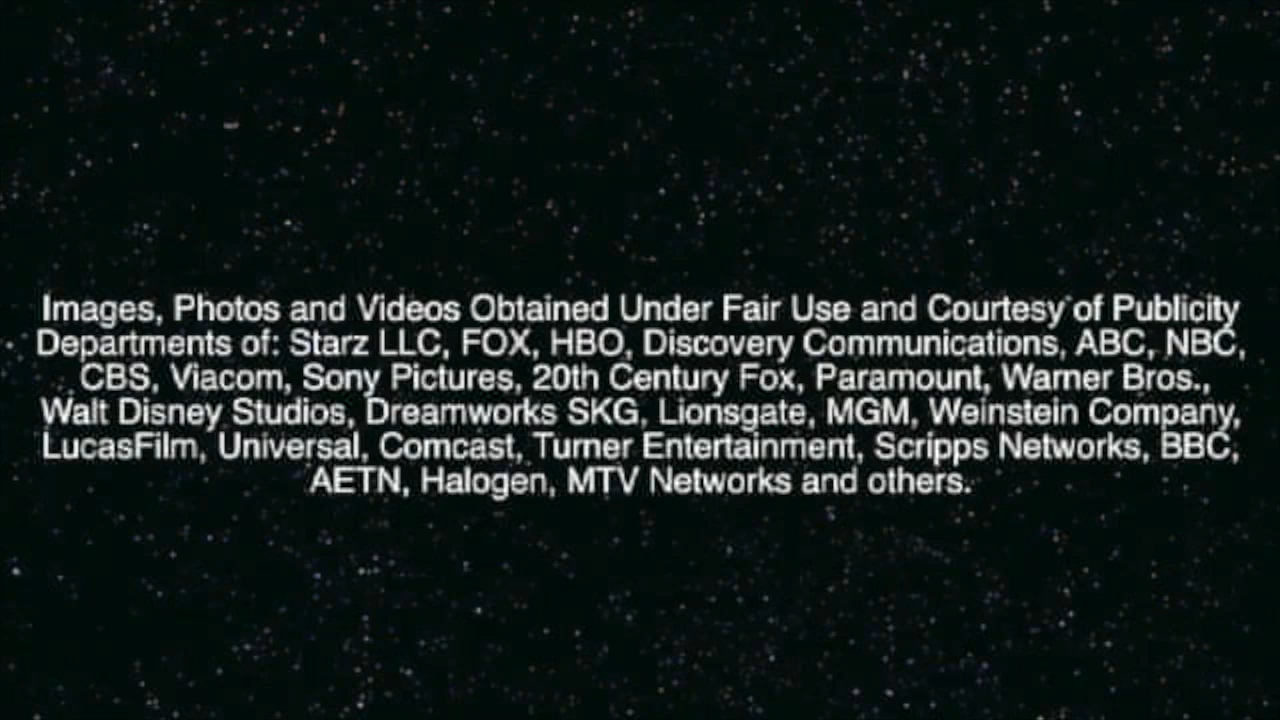 Images, Photos and Videos Obtained Under Fair Use and Courtesy of Publicity
Departments of: Starz LLC, FOX, HBO, Discovery Communications, ABC, NBC,
CBS, Viacom, Sony Pictures, 20th Century Fox, Paramount, Warner Bros.,
Walt Disney Studios, Dreamworks SKG, Lionsgate, MGM, Weinstein Company,
LucasFilm, Universal, Comcast, Turner Entertainment, Scripps Networks, BBC,
AETN, Halogen, MTV Networks and others.